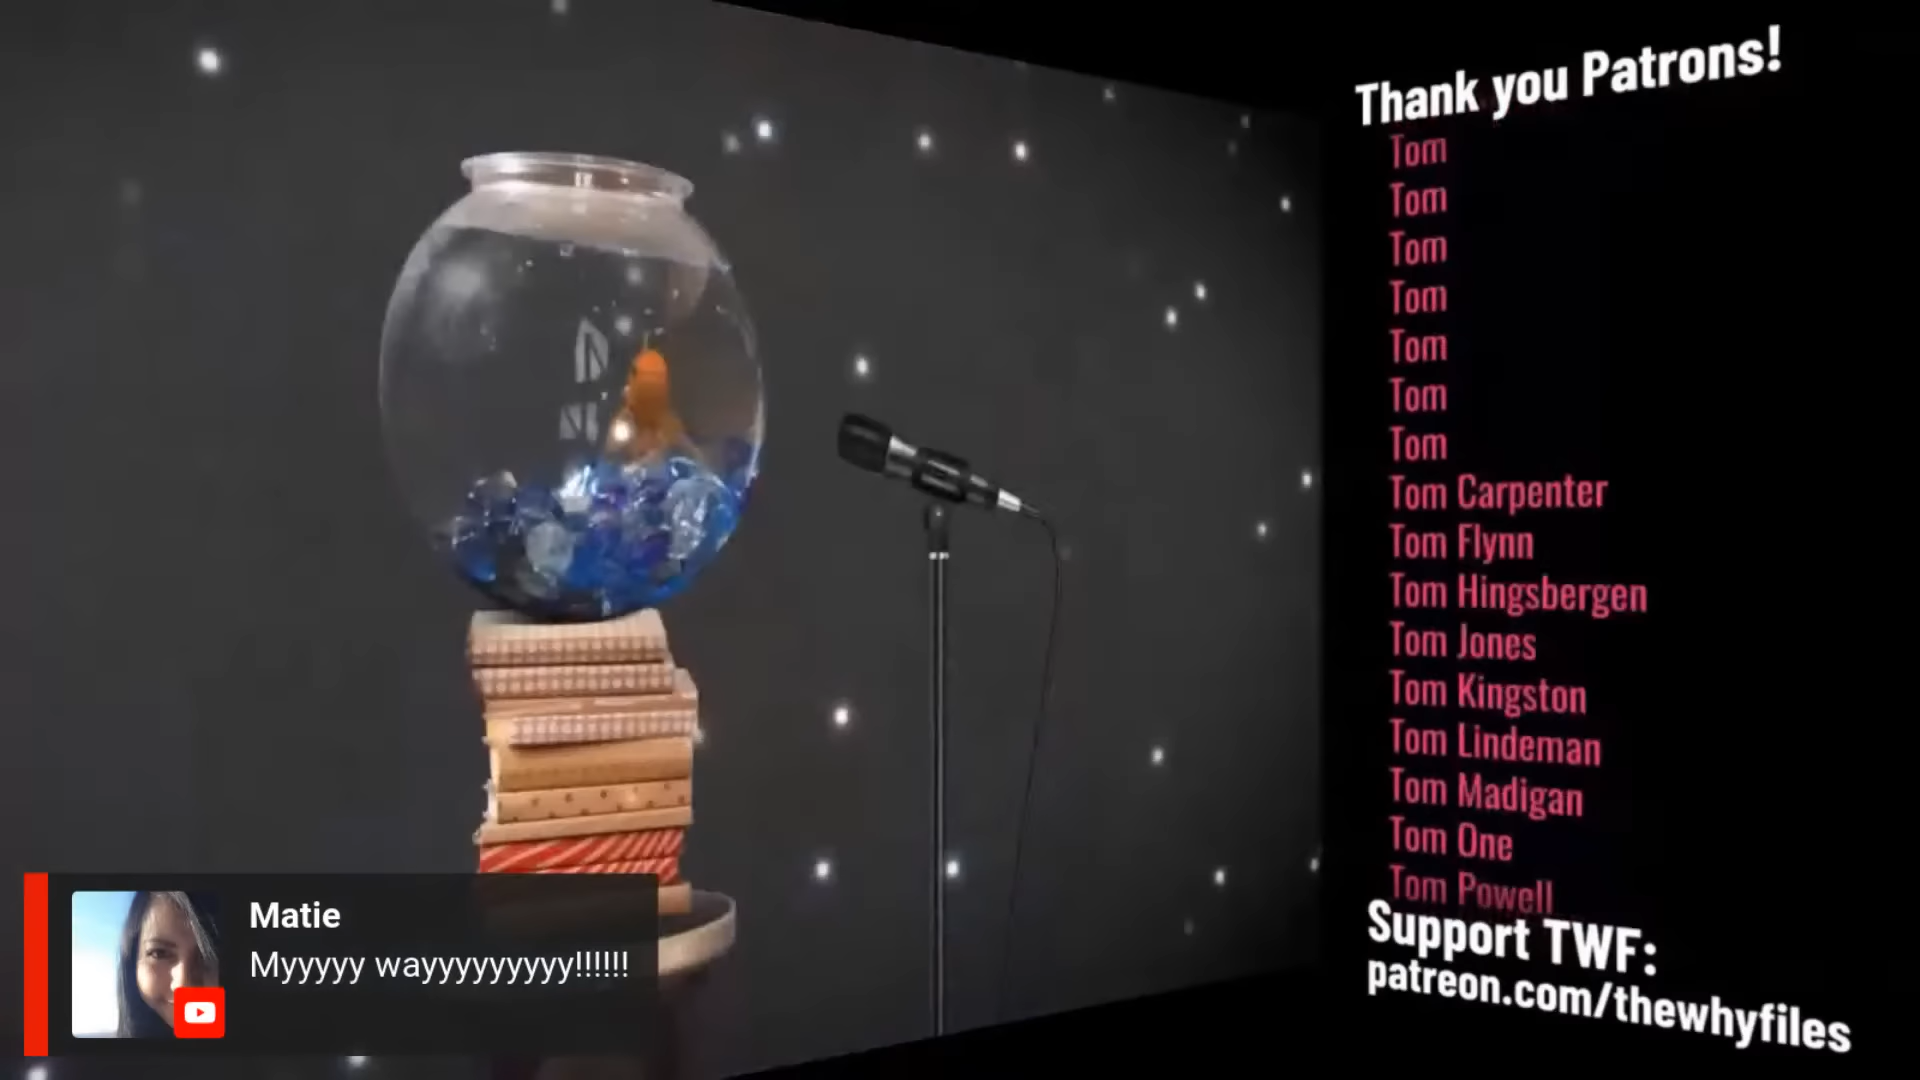 Thank you Patrons!
Tom
Tom
Tom
Tom
Tom
Tom
Tom
Tom Carpenter
Tom Flynn
Tom Hingsbergen
Tom Jones
Tom Kingston
Tom Lindeman
Tom Madigan
Tom One
Tom Powell
Support TWF:
patreon.com/thewhyfiles
Matie
Myyyyy wayyyyyyyyy!!!!!!